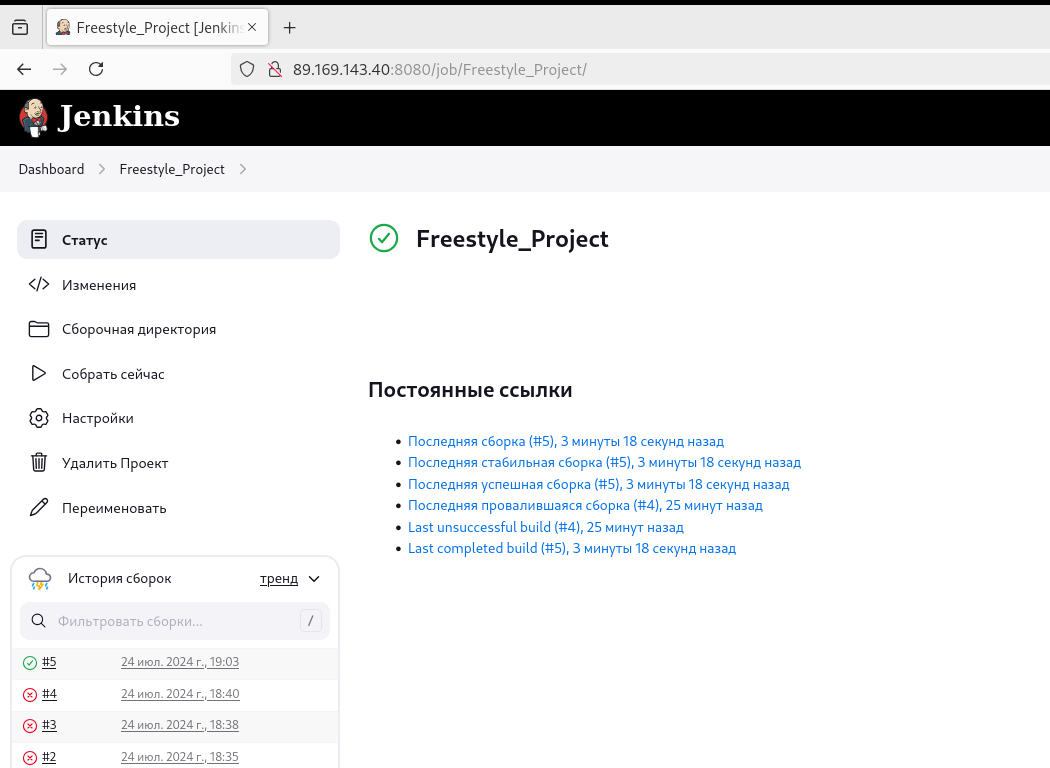 Freestyle_Project [Jenkins
89.169.143.40:8080/job/Freestyle_Project/
Jenkins
Dashboard Freestyle_Project
Статус
Изменения
Сборочная директория
Собрать сейчас
Настройки
Удалить Проект
Переименовать
История сборок тренд
Фильтровать сборки... /
#5 24 июл. 2024 г., 19:03
#4 24 июл. 2024 г., 18:40
#3 24 июл. 2024 г., 18:38
#2 24 июл. 2024 г., 18:35
Freestyle_Project
Постоянные ссылки
Последняя сборка (#5), 3 минуты 18 секунд назад
Последняя стабильная сборка (#5), 3 минуты 18 секунд назад
Последняя успешная сборка (#5), 3 минуты 18 секунд назад
Последняя провалившаяся сборка (#4), 25 минут назад
Last unsuccessful build (#4), 25 минут назад
Last completed build (#5), 3 минуты 18 секунд назад